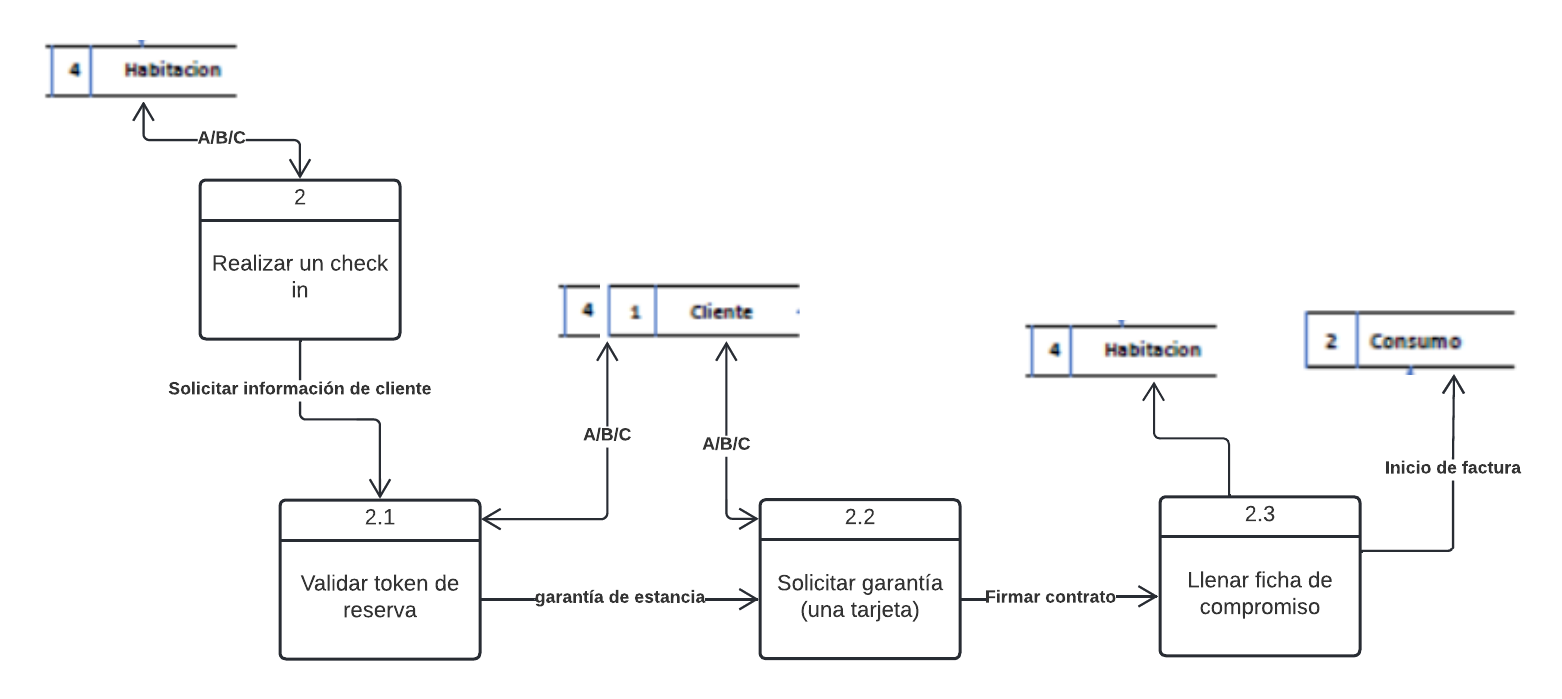 4 Habitacion
A/B/C
2
Realizar un check
in
Solicitar información de cliente
4 1 Cliente
4 Habitacion
2 Consumo
A/B/C
A/B/C
Inicio de factura
2.1
Validar token de
reserva
garantía de estancia
2.2
Solicitar garantía
(una tarjeta)
Firmar contrato
2.3
Llenar ficha de
compromiso